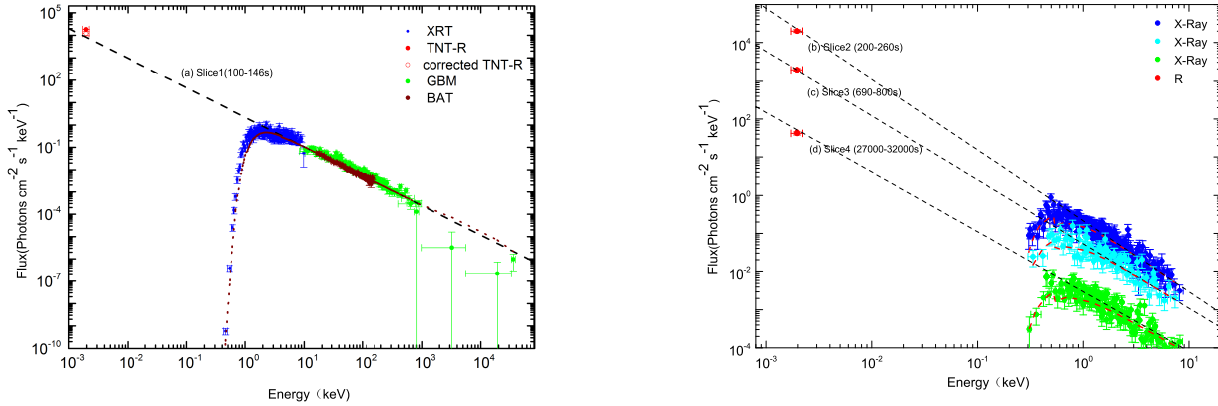 10^5
10^2
10^-1
10^-4
10^-7
10^-10
Flux(Photons cm^-2 s^-1 keV^-1)
(a) Slice1(100-146s)
XRT
TNT-R
corrected TNT-R
GBM
BAT
10^-3 10^-2 10^-1 10^0 10^1 10^2 10^3 10^4
Energy（keV)
10^4
10^2
10^0
10^-2
10^-4
Flux(Photons cm^-2 s^-1 keV^-1)
(b) Slice2 (200-260s)
(c) Slice3 (690-800s)
(d) Slice4 (27000-32000s)
X-Ray
X-Ray
X-Ray
R
10^-3 10^-2 10^-1 10^0 10^1
Energy（keV)